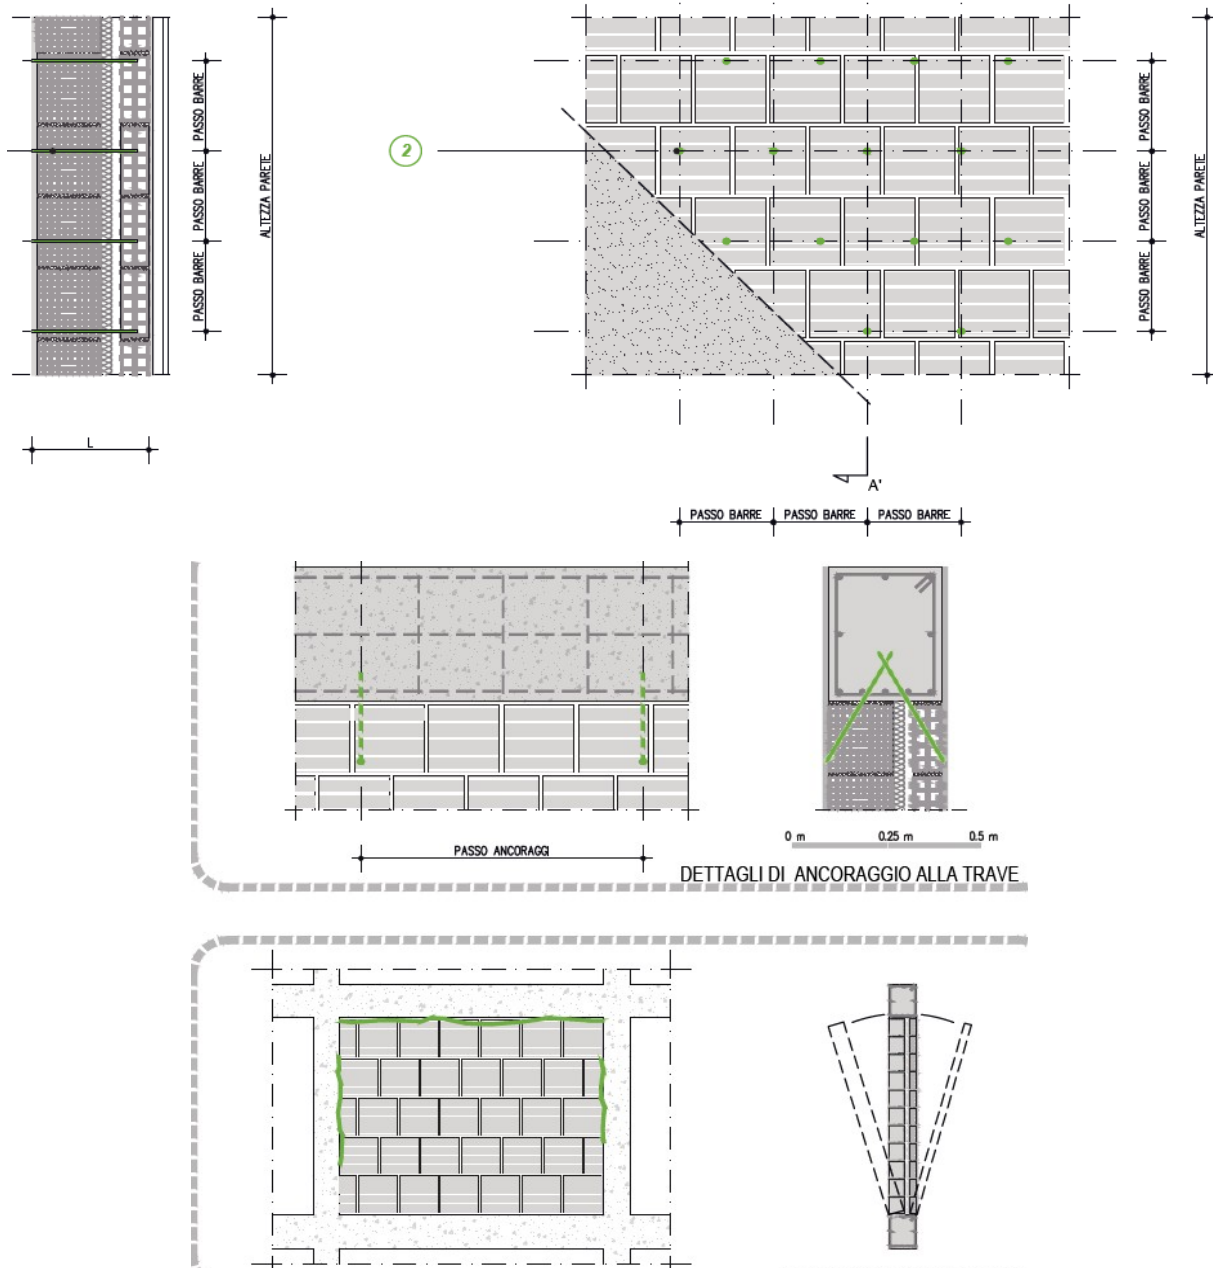 PASSO BARRE
PASSO BARRE
PASSO BARRE
ALTEZZA PARETE
L
2
PASSO BARRE
PASSO BARRE
PASSO BARRE
ALTEZZA PARETE
A'
PASSO BARRE PASSO BARRE PASSO BARRE
PASSO ANCORAGGI
0 m 0.25 m 0.5 m
DETTAGLI DI ANCORAGGIO ALLA TRAVE